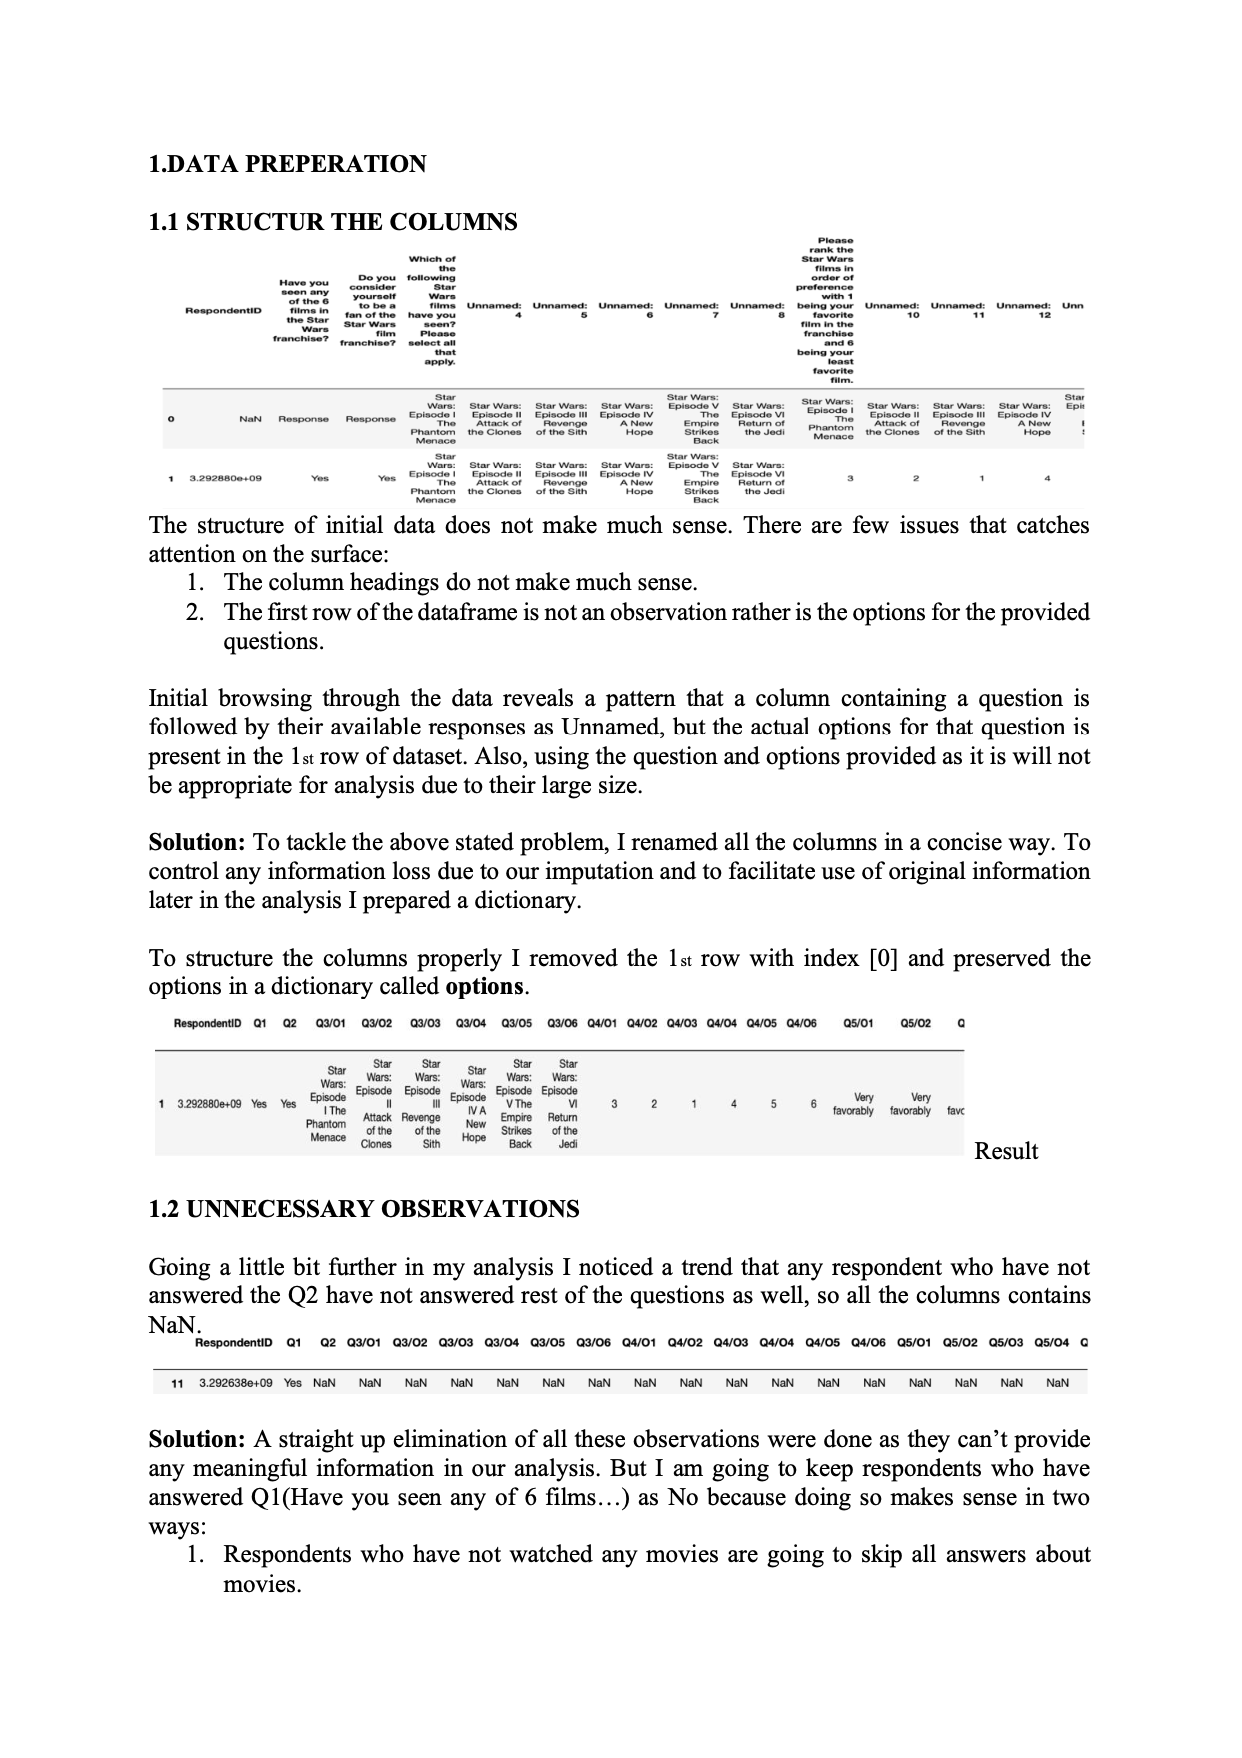 1.DATA PREPERATION
1.1 STRUCTUR THE COLUMNS
RespondentID Have you seen any of the 6 films in the Star Wars franchise? Do you consider yourself to be a fan of the Star Wars film franchise? Which of the following Star Wars films have you seen? Please select all that apply. Unnamed: 4 Unnamed: 5 Unnamed: 6 Unnamed: 7 Unnamed: 8 Please rank the Star Wars films in order of preference with 1 being your favorite film in the franchise and 6 being your least favorite film. Unnamed: 10 Unnamed: 11 Unnamed: 12 Unn
0 NaN Response Response Star Wars: Episode I The Phantom Menace Star Wars: Episode II Attack of the Clones Star Wars: Episode III Revenge of the Sith Star Wars: Episode IV A New Hope Star Wars: Episode V The Empire Strikes Back Star Wars: Episode VI Return of the Jedi Star Wars: Episode I The Phantom Menace Star Wars: Episode II Attack of the Clones Star Wars: Episode III Revenge of the Sith Star Wars: Episode IV A New Hope Star Epis
1 3.292880e+09 Yes Yes Star Wars: Episode I The Phantom Menace Star Wars: Episode II Attack of the Clones Star Wars: Episode III Revenge of the Sith Star Wars: Episode IV A New Hope Star Wars: Episode V The Empire Strikes Back Star Wars: Episode VI Return of the Jedi 3 2 1 4
The structure of initial data does not make much sense. There are few issues that catches
attention on the surface:
1. The column headings do not make much sense.
2. The first row of the dataframe is not an observation rather is the options for the provided
questions.
Initial browsing through the data reveals a pattern that a column containing a question is
followed by their available responses as Unnamed, but the actual options for that question is
present in the 1st row of dataset. Also, using the question and options provided as it is will not
be appropriate for analysis due to their large size.
Solution: To tackle the above stated problem, I renamed all the columns in a concise way. To
control any information loss due to our imputation and to facilitate use of original information
later in the analysis I prepared a dictionary.
To structure the columns properly I removed the 1st row with index [0] and preserved the
options in a dictionary called options.
RespondentID Q1 Q2 Q3/O1 Q3/O2 Q3/O3 Q3/O4 Q3/O5 Q3/O6 Q4/O1 Q4/O2 Q4/O3 Q4/O4 Q4/O5 Q4/O6 Q5/O1 Q5/O2 Q
1 3.292880e+09 Yes Yes Star Wars: Episode I The Phantom Menace Star Wars: Episode II Attack of the Clones Star Wars: Episode III Revenge of the Sith Star Wars: Episode IV A New Hope Star Wars: Episode V The Empire Strikes Back Star Wars: Episode VI Return of the Jedi 3 2 1 4 5 6 Very favorably Very favorably favo
Result
1.2 UNNECESSARY OBSERVATIONS
Going a little bit further in my analysis I noticed a trend that any respondent who have not
answered the Q2 have not answered rest of the questions as well, so all the columns contains
NaN.
RespondentID Q1 Q2 Q3/O1 Q3/O2 Q3/O3 Q3/O4 Q3/O5 Q3/O6 Q4/O1 Q4/O2 Q4/O3 Q4/O4 Q4/O5 Q4/O6 Q5/O1 Q5/O2 Q5/O3 Q5/O4 Q
11 3.292638e+09 Yes NaN NaN NaN NaN NaN NaN NaN NaN NaN NaN NaN NaN NaN NaN NaN NaN NaN
Solution: A straight up elimination of all these observations were done as they can’t provide
any meaningful information in our analysis. But I am going to keep respondents who have
answered Q1(Have you seen any of 6 films…) as No because doing so makes sense in two
ways:
1. Respondents who have not watched any movies are going to skip all answers about
movies.